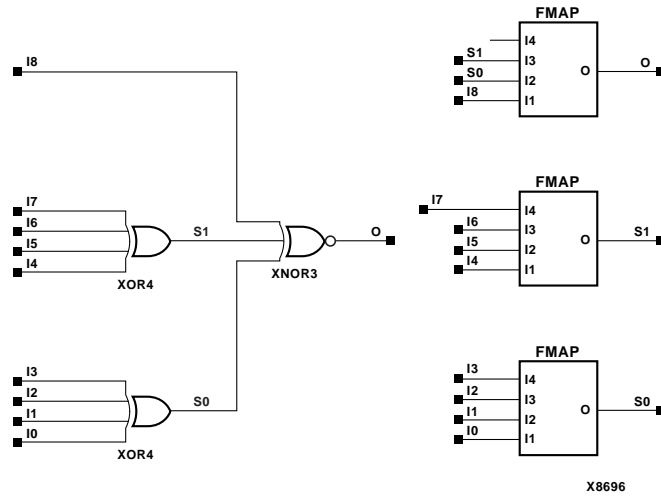 I8
I7
I6
I5
I4
XOR4
S1
XNOR3
O
I3
I2
I1
I0
XOR4
S0
FMAP
I4
S1 I3
S0 I2
I8 I1
O O
FMAP
I7 I4
I6 I3
I5 I2
I4 I1
O S1
FMAP
I3 I4
I2 I3
I1 I2
I0 I1
O S0
X8696